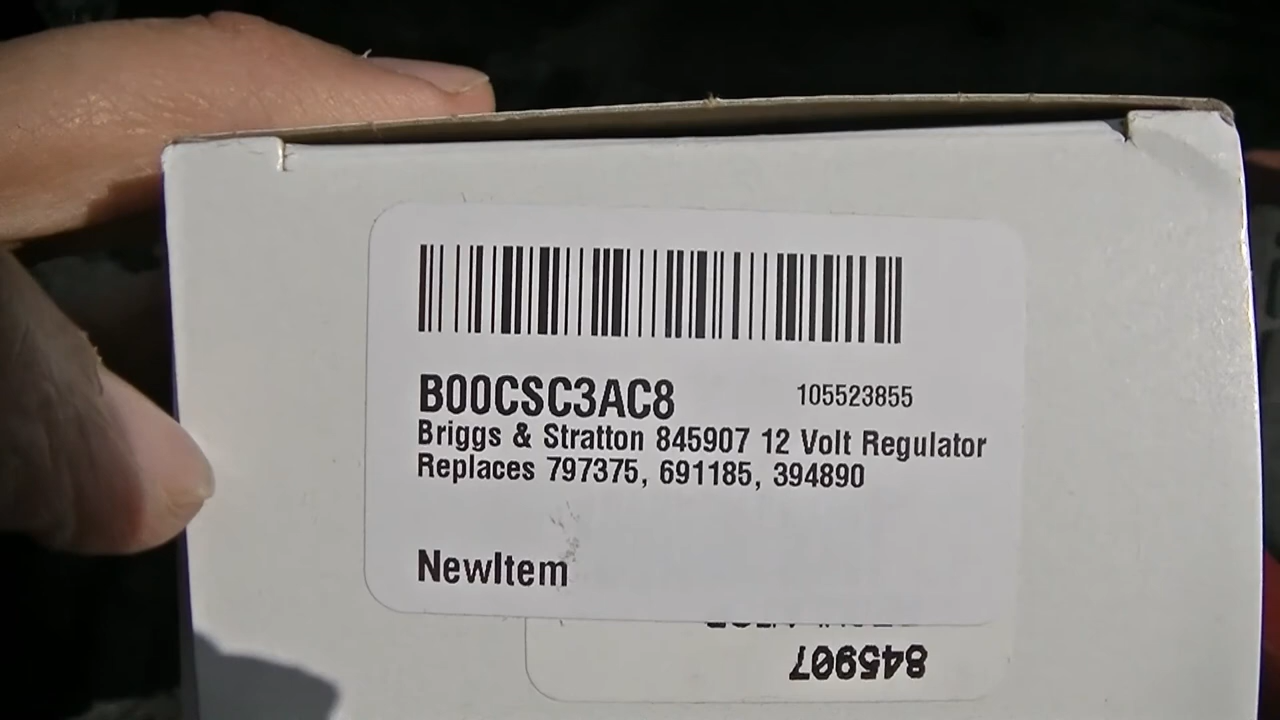 B00CSC3AC8 105523855
Briggs & Stratton 845907 12 Volt Regulator
Replaces 797375, 691185, 394890
NewItem
845907